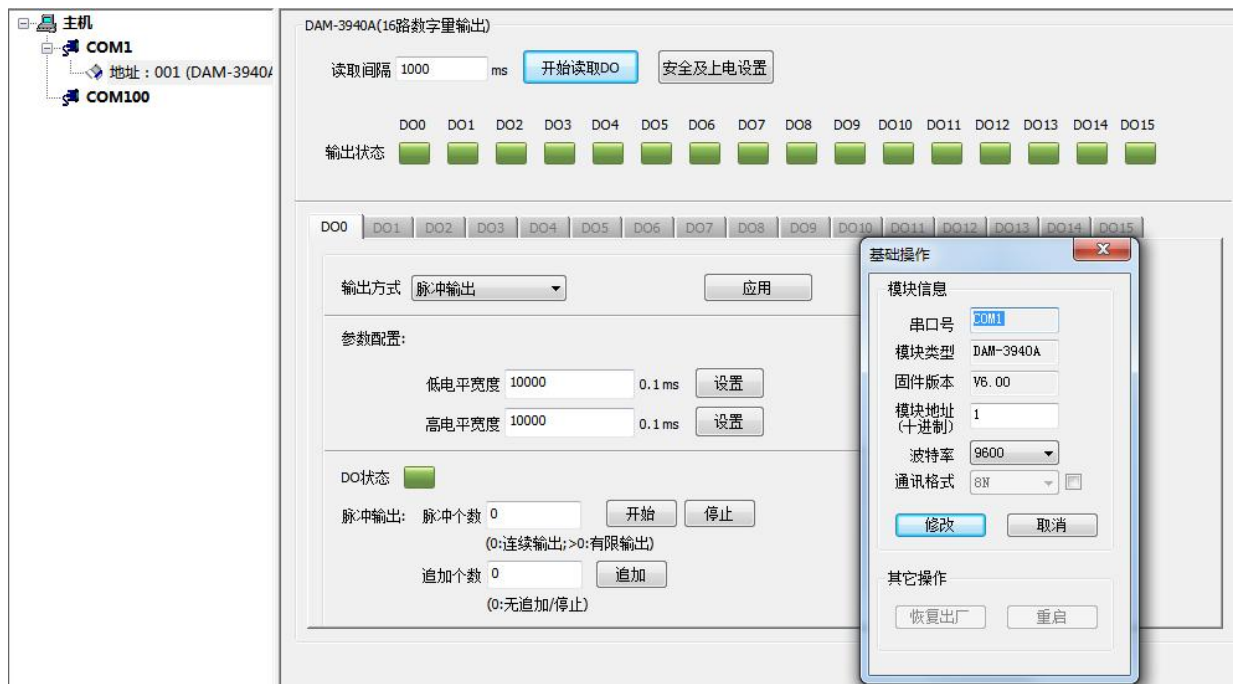 主机
COM1
地址：001 (DAM-3940A
COM100
DAM-3940A(16路数字量输出)
读取间隔 1000 ms 开始读取DO 安全及上电设置
DO0 DO1 DO2 DO3 DO4 DO5 DO6 DO7 DO8 DO9 DO10 DO11 DO12 DO13 DO14 DO15
输出状态
DO0 DO1 DO2 DO3 DO4 DO5 DO6 DO7 DO8 DO9 DO10 DO11 DO12 DO13 DO14 DO15
输出方式 脉冲输出 应用
参数配置:
低电平宽度 10000 0.1 ms 设置
高电平宽度 10000 0.1 ms 设置
DO状态
脉冲输出: 脉冲个数 0 开始 停止
(0:连续输出;>0:有限输出)
追加个数 0 追加
(0:无追加/停止)
基础操作
模块信息
串口号 COM1
模块类型 DAM-3940A
固件版本 V6.00
模块地址 1
(十进制)
波特率 9600
通讯格式 8N
修改 取消
其它操作
恢复出厂 重启